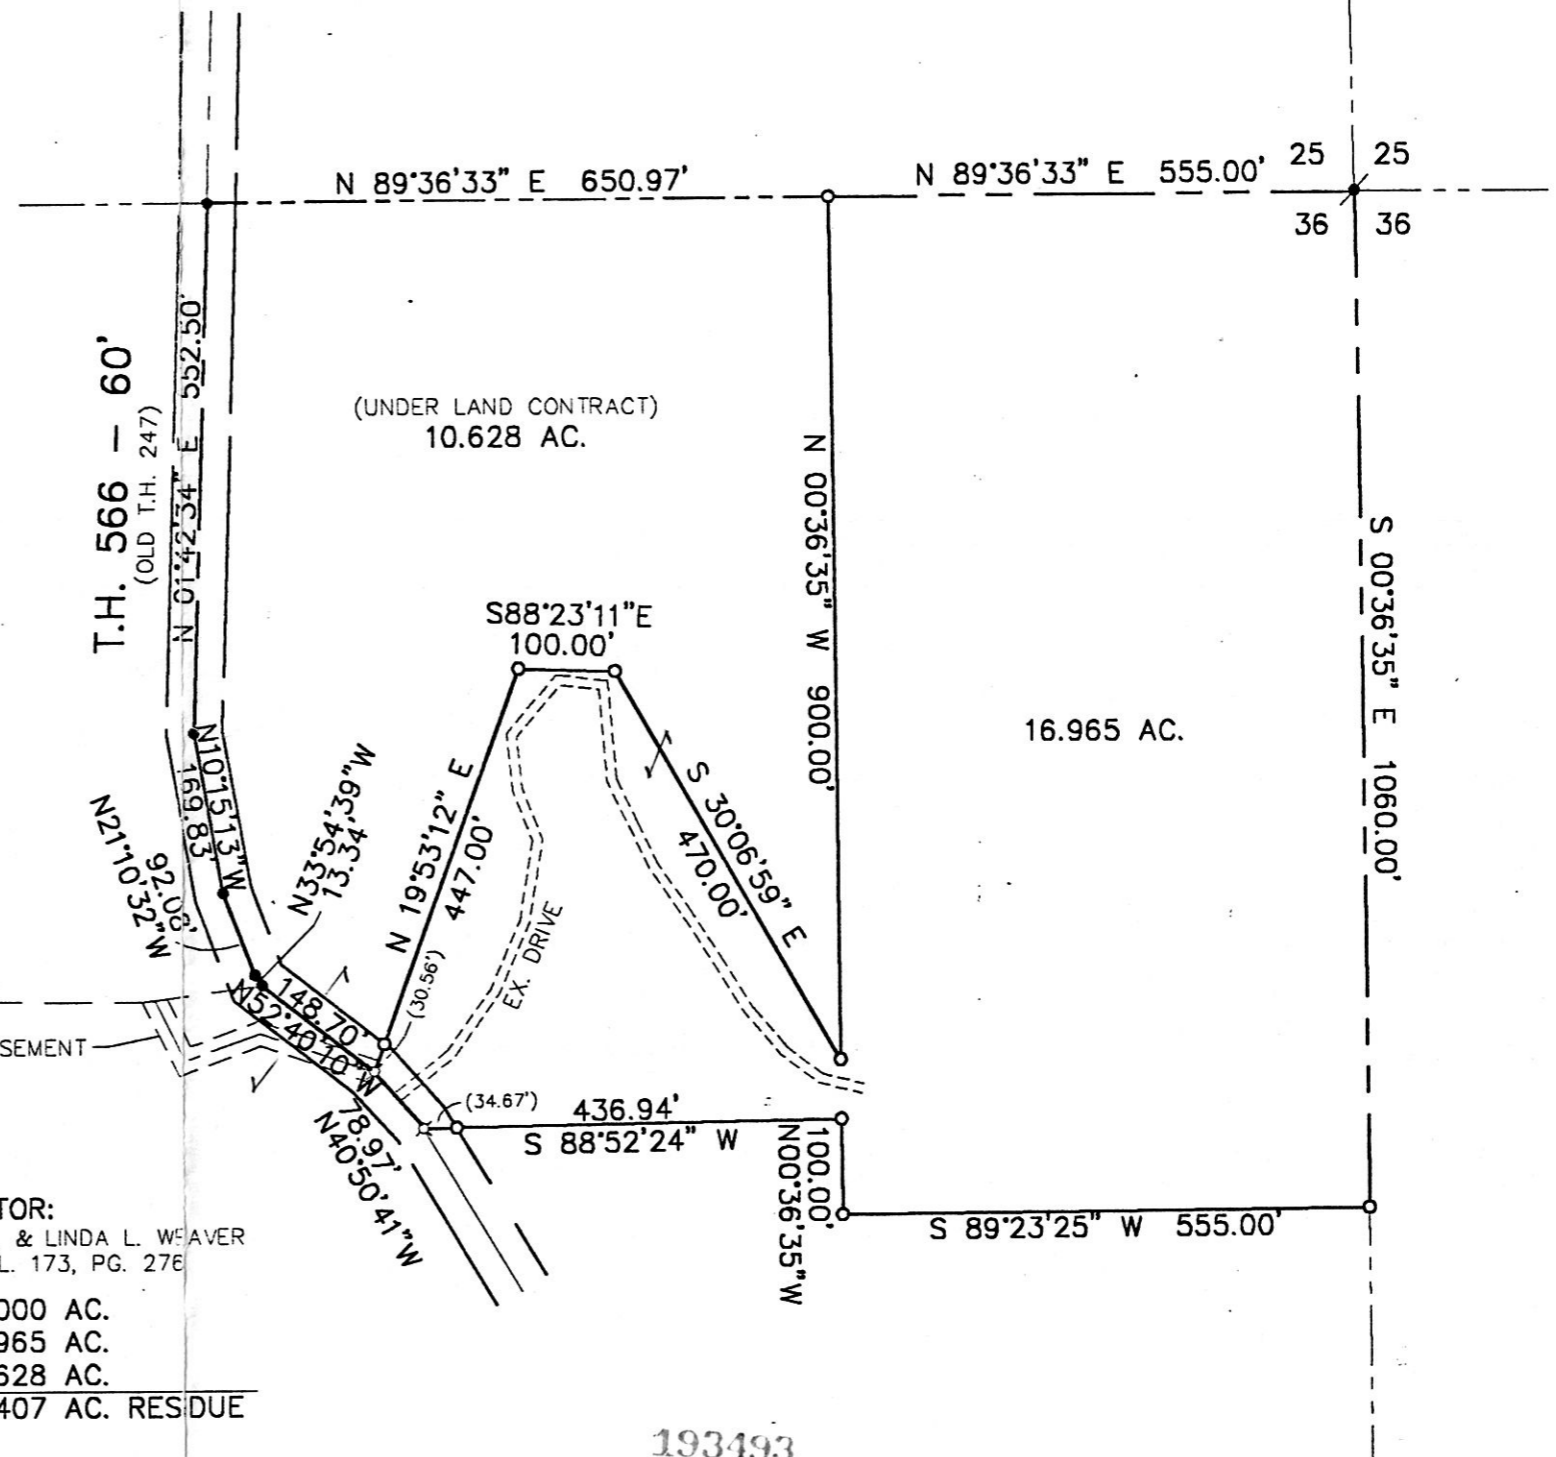 N 89°36'33" E 650.97'
N 89°36'33" E 555.00'
25 25
36 36
T.H. 566 - 60'
(OLD T.H. 247)
N 01°42'34" E 552.50'
(UNDER LAND CONTRACT)
10.628 AC.
N 00°36'35" W 900.00'
S 00°36'35" E 1060.00'
S88°23'11"E
100.00'
16.965 AC.
N10°15'13"W
169.83'
N21°10'32"W
92.08'
N33°54'39"W
13.34'
N 19°53'12" E
447.00'
S 30°06'59" E
470.00'
(30.56')
EX. DRIVE
148.70'
N52°40'10"W
SEMENT
78.97'
N40°50'41"W
(34.67')
436.94'
S 88°52'24" W
100.00'
N00°36'35"W
S 89°23'25" W 555.00'
TOR:
& LINDA L. WEAVER
L. 173, PG. 276
000 AC.
965 AC.
628 AC.
407 AC. RESIDUE
193493